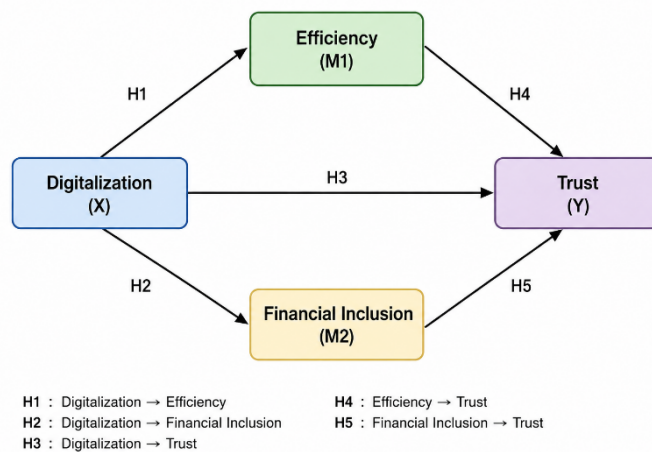 Efficiency
(M1)
H1
H4
Digitalization
(X)
H3
Trust
(Y)
H2
H5
Financial Inclusion
(M2)
H1 : Digitalization → Efficiency
H2 : Digitalization → Financial Inclusion
H3 : Digitalization → Trust
H4 : Efficiency → Trust
H5 : Financial Inclusion → Trust